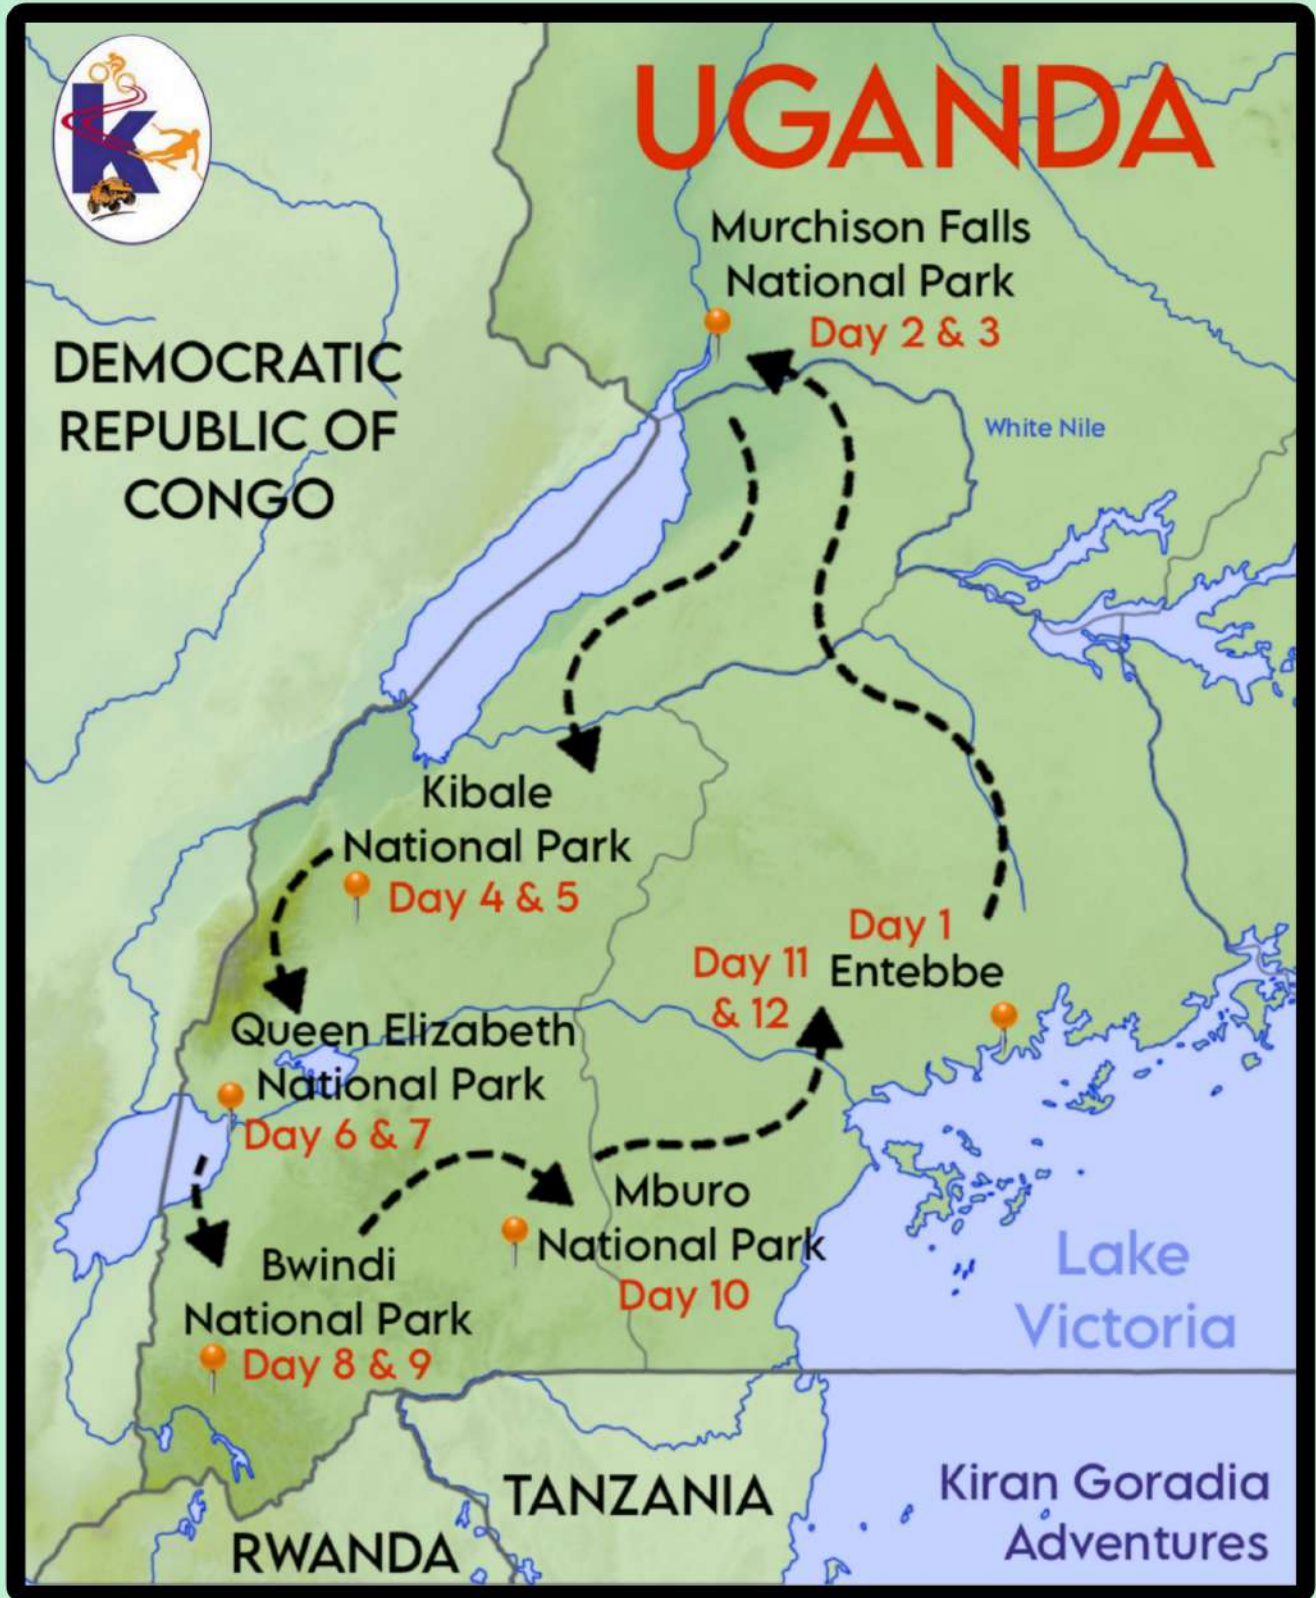 K
UGANDA
Murchison Falls
National Park
Day 2 & 3
DEMOCRATIC
REPUBLIC OF
CONGO
White Nile
Kibale
National Park
Day 4 & 5
Day 1
Entebbe
Day 11
& 12
Queen Elizabeth
National Park
Day 6 & 7
Mburo
National Park
Day 10
Bwindi
National Park
Day 8 & 9
Lake
Victoria
TANZANIA
RWANDA
Kiran Goradia
Adventures